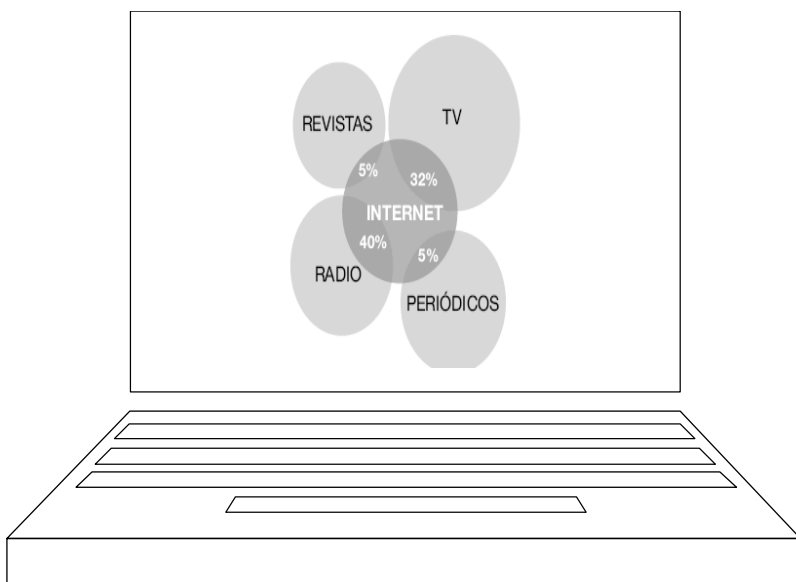 REVISTAS
TV
5%
32%
INTERNET
40%
5%
RADIO
PERIÓDICOS